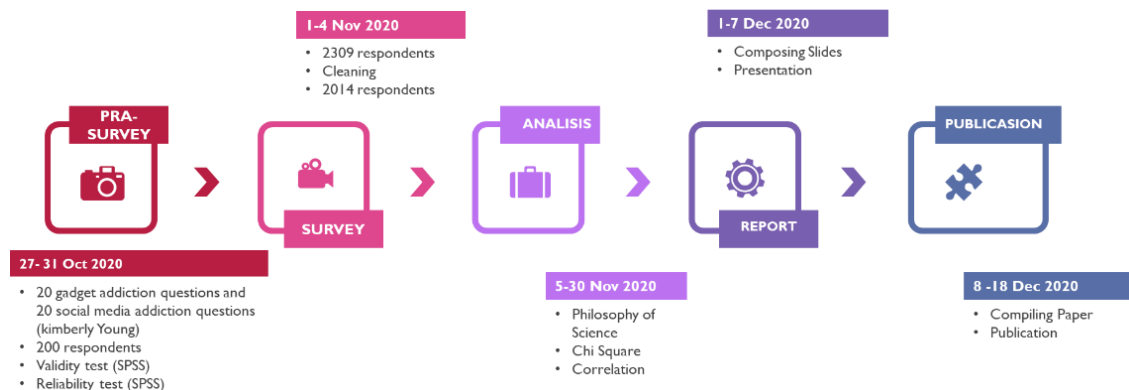 1-4 Nov 2020
• 2309 respondents
• Cleaning
• 2014 respondents
1-7 Dec 2020
• Composing Slides
• Presentation
PRA-
SURVEY
SURVEY
ANALISIS
REPORT
PUBLICASION
27- 31 Oct 2020
• 20 gadget addiction questions and
20 social media addiction questions
(kimberly Young)
• 200 respondents
• Validity test (SPSS)
• Reliability test (SPSS)
5-30 Nov 2020
• Philosophy of
Science
• Chi Square
• Correlation
8 -18 Dec 2020
• Compiling Paper
• Publication